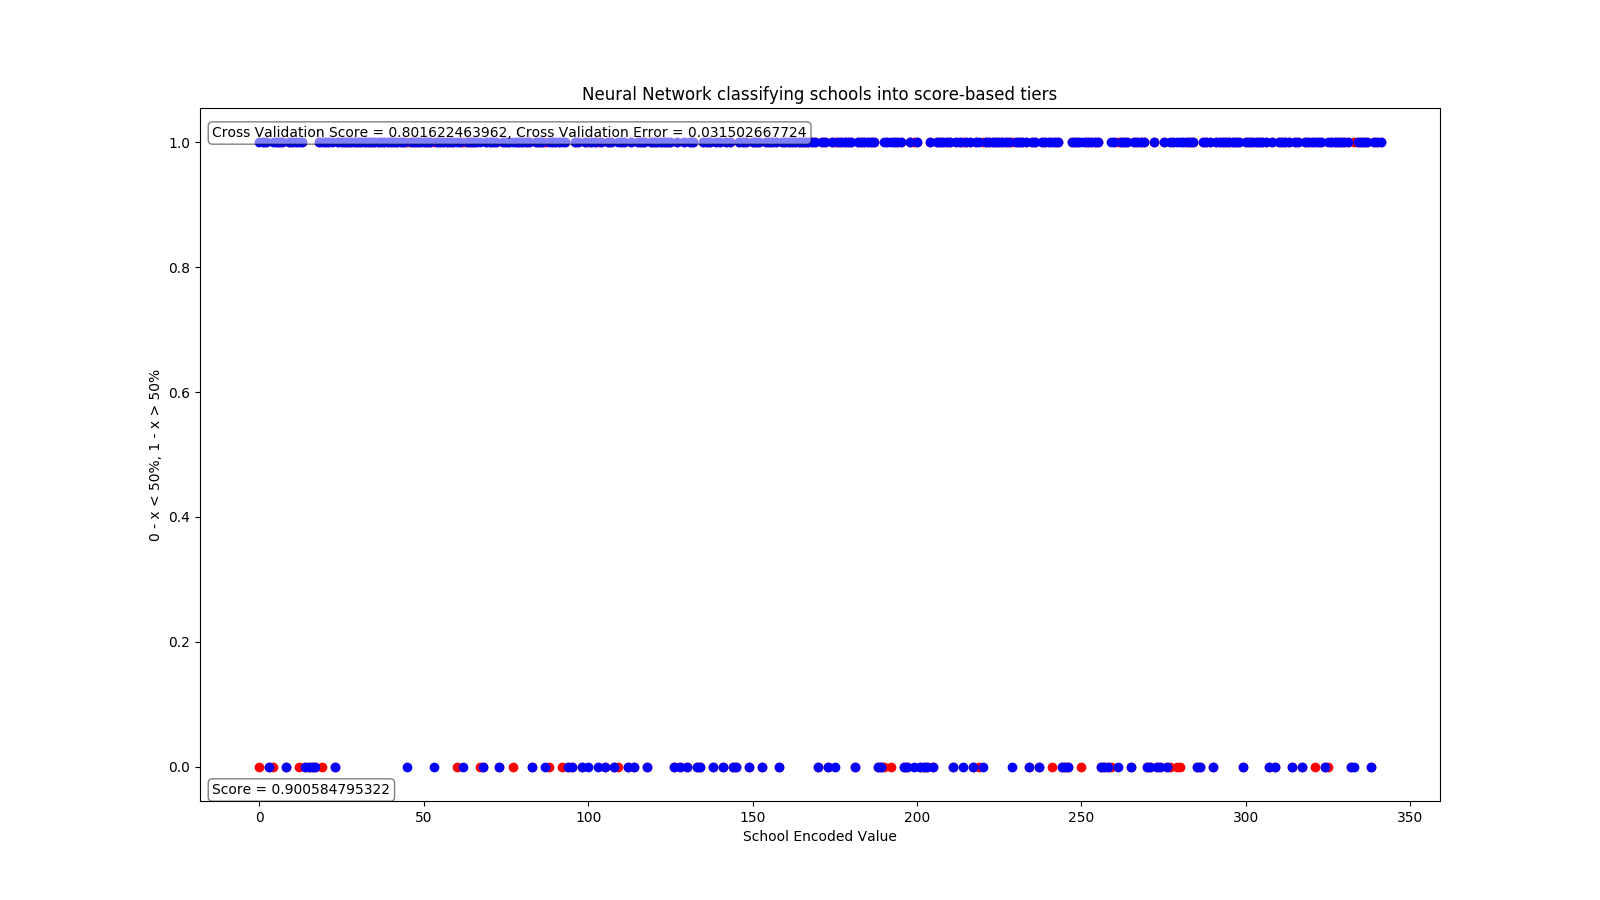 Neural Network classifying schools into score-based tiers
Cross Validation Score = 0.801622463962, Cross Validation Error = 0.031502667724
1.0
0.8
0.6
0.4
0.2
0.0
0 - x < 50%, 1 - x > 50%
Score = 0.900584795322
0 50 100 150 200 250 300 350
School Encoded Value